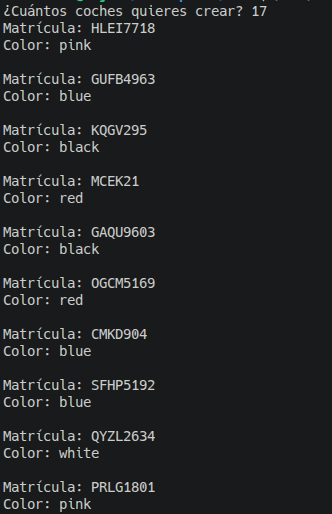 ¿Cuántos coches quieres crear? 17
Matrícula: HLEI7718
Color: pink
Matrícula: GUFB4963
Color: blue
Matrícula: KQGV295
Color: black
Matrícula: MCEK21
Color: red
Matrícula: GAQU9603
Color: black
Matrícula: OGCM5169
Color: red
Matrícula: CMKD904
Color: blue
Matrícula: SFHP5192
Color: blue
Matrícula: QYZL2634
Color: white
Matrícula: PRLG1801
Color: pink